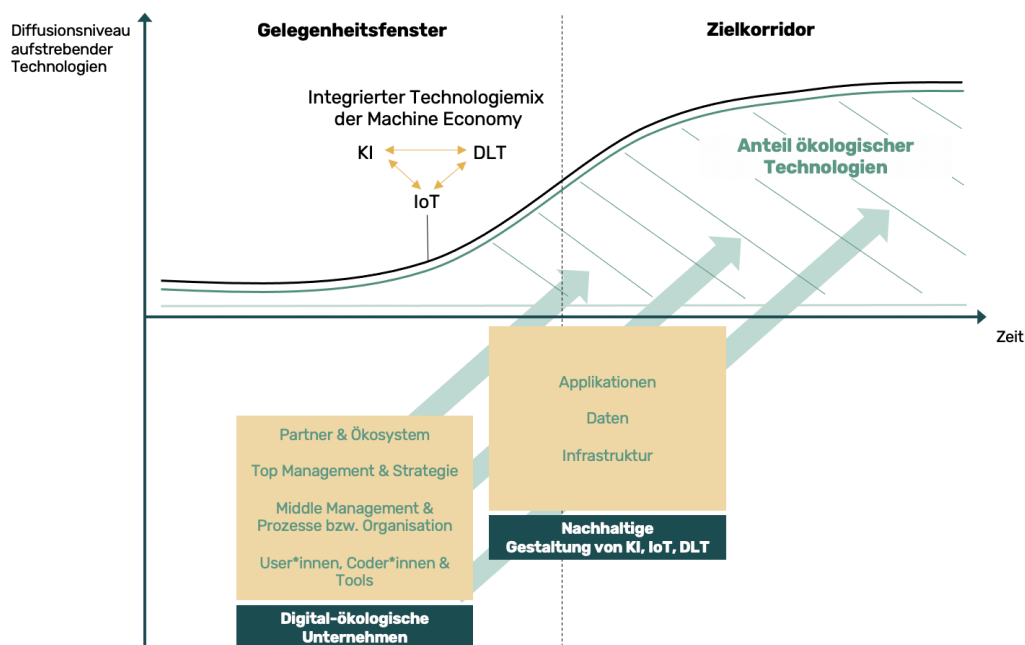 Diffusionsniveau
aufstrebender
Technologien
Gelegenheitsfenster
Zielkorridor
Integrierter Technologiemix
der Machine Economy
KI
DLT
IoT
Anteil ökologischer
Technologien
Zeit
Applikationen
Daten
Infrastruktur
Nachhaltige
Gestaltung von KI, IoT, DLT
Partner & Ökosystem
Top Management & Strategie
Middle Management &
Prozesse bzw. Organisation
User*innen, Coder*innen &
Tools
Digital-ökologische
Unternehmen